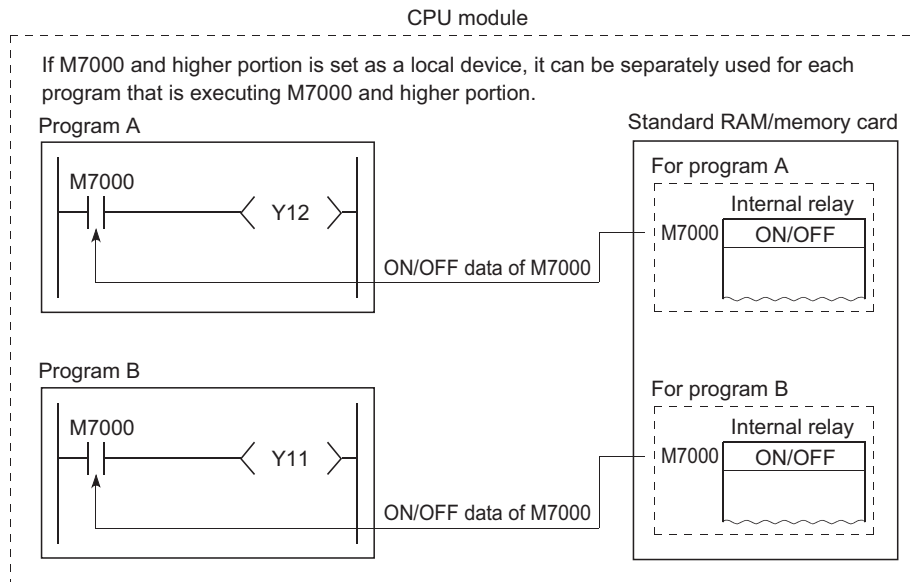 CPU module
If M7000 and higher portion is set as a local device, it can be separately used for each
program that is executing M7000 and higher portion.
Program A
Standard RAM/memory card
M7000
Y12
ON/OFF data of M7000
For program A
Internal relay
M7000
ON/OFF
Program B
M7000
Y11
ON/OFF data of M7000
For program B
Internal relay
M7000
ON/OFF